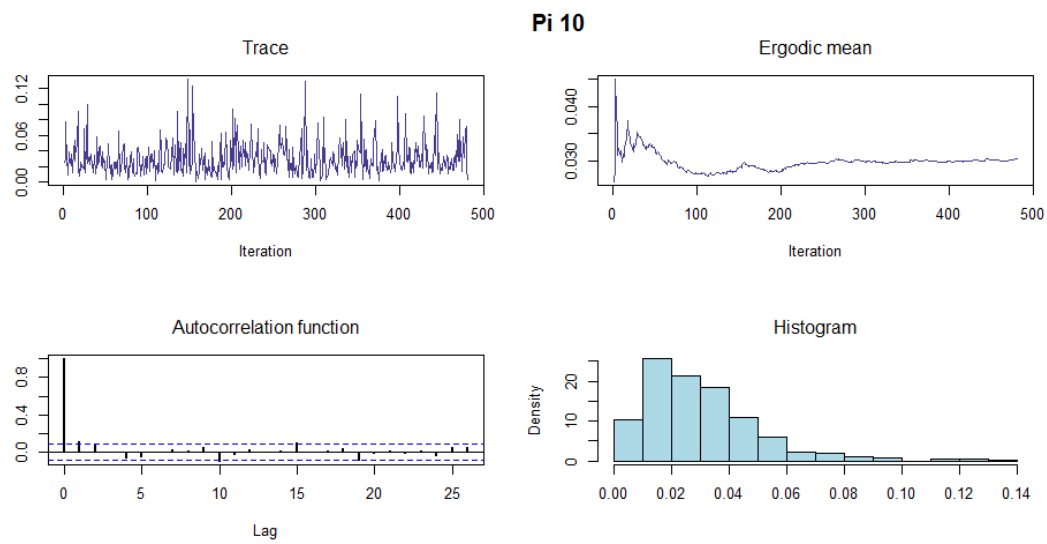 Pi 10
Trace
0.00 0.06 0.12
0 100 200 300 400 500
Iteration
Ergodic mean
0.030 0.040
0 100 200 300 400 500
Iteration
Autocorrelation function
0.0 0.4 0.8
0 5 10 15 20 25
Lag
Histogram
Density
0 10 20
0.00 0.02 0.04 0.06 0.08 0.10 0.12 0.14